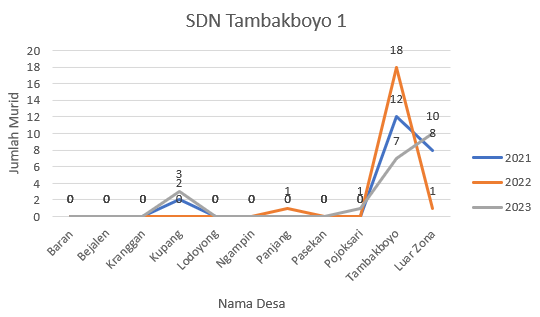 SDN Tambakboyo 1
Jumlah Murid
20
18
16
14
12
10
8
6
4
2
0
0 0 0 3 0 0 1 0 1 18 10
2 12 8
0 0 7 1
Baran
Bejalen
Kranggan
Kupang
Lodoyong
Ngampin
Panjang
Pasekan
Pojoksari
Tambakboyo
Luar Zona
Nama Desa
2021
2022
2023